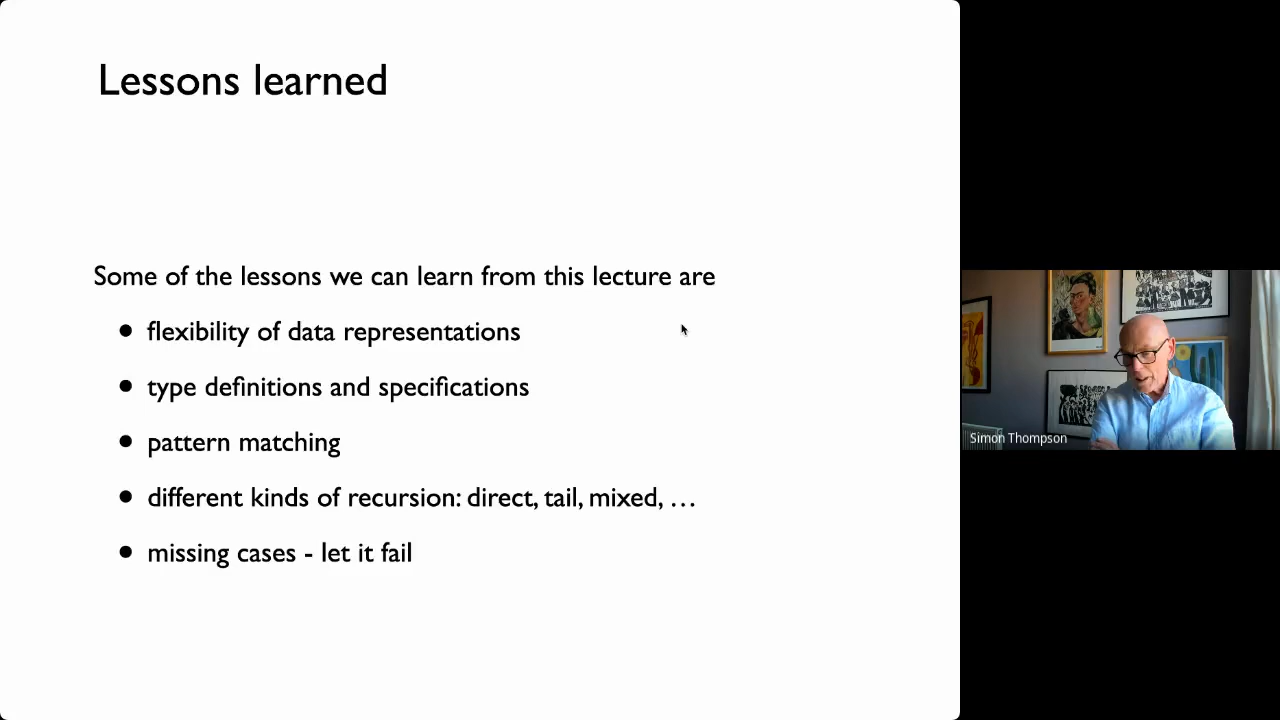 Lessons learned
Some of the lessons we can learn from this lecture are
• flexibility of data representations
• type definitions and specifications
• pattern matching
• different kinds of recursion: direct, tail, mixed, …
• missing cases - let it fail
Simon Thompson